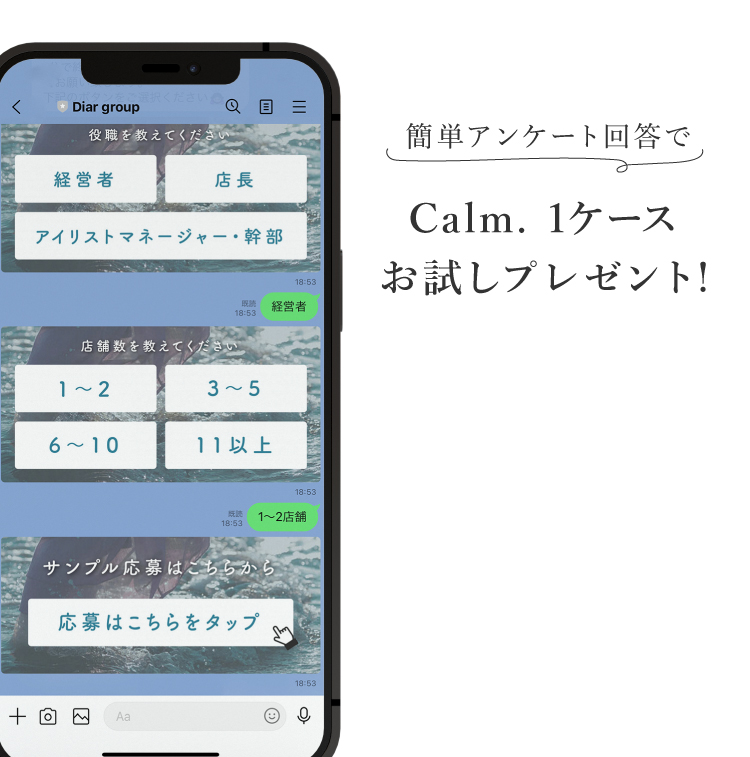 簡単アンケート回答で
Calm. 1ケース
お試しプレゼント!
Diar group
役職を教えてください
経営者
店長
アイリストマネージャー・幹部
18:53
既読
18:53
経営者
店舗数を教えてください
1〜2
3〜5
6〜10
11以上
18:53
既読
18:53
1〜2店舗
サンプル応募はこちらから
応募はこちらをタップ
18:53
Aa